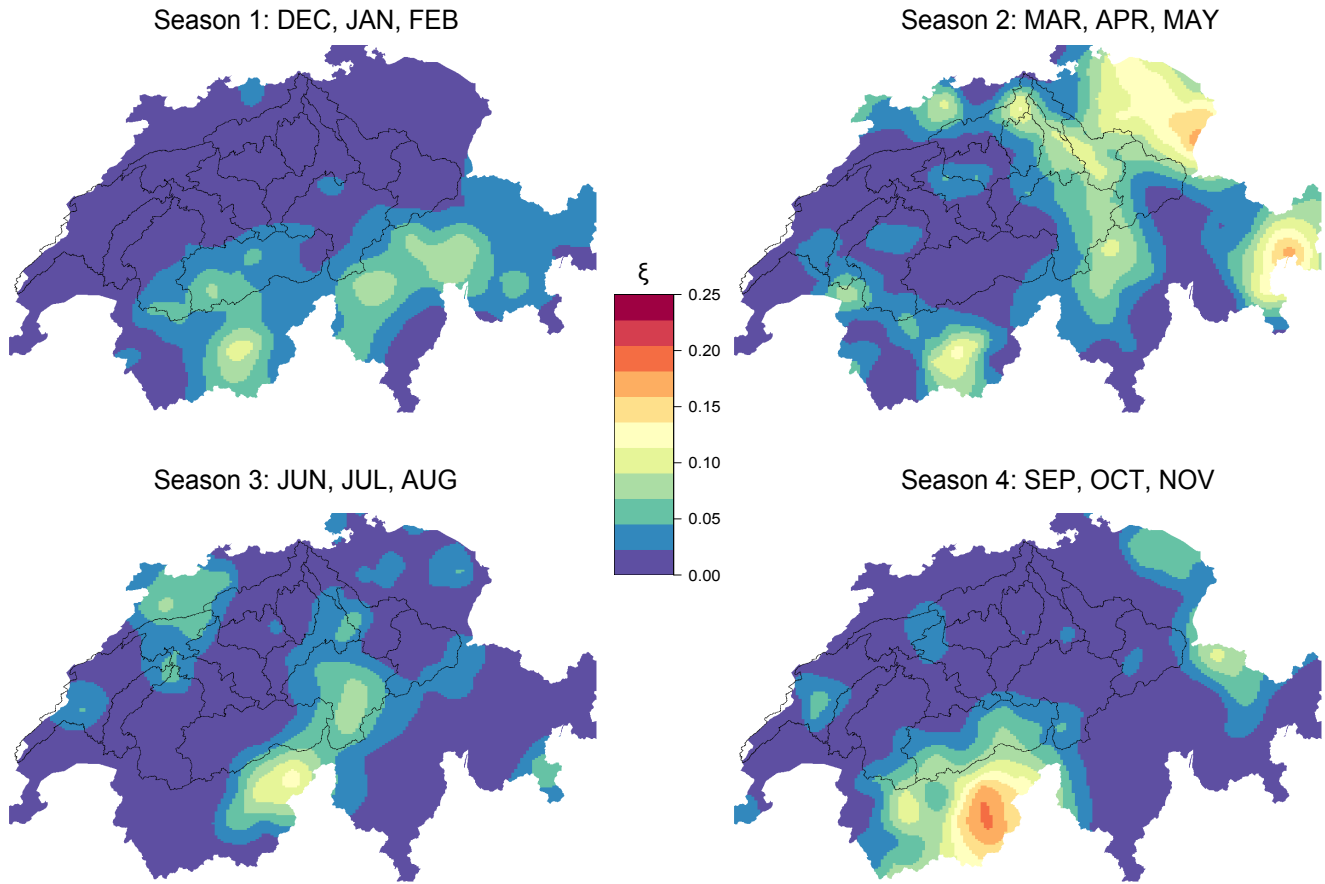 Season 1: DEC, JAN, FEB
Season 2: MAR, APR, MAY
ξ
0.25
0.20
0.15
0.10
0.05
0.00
Season 3: JUN, JUL, AUG
Season 4: SEP, OCT, NOV